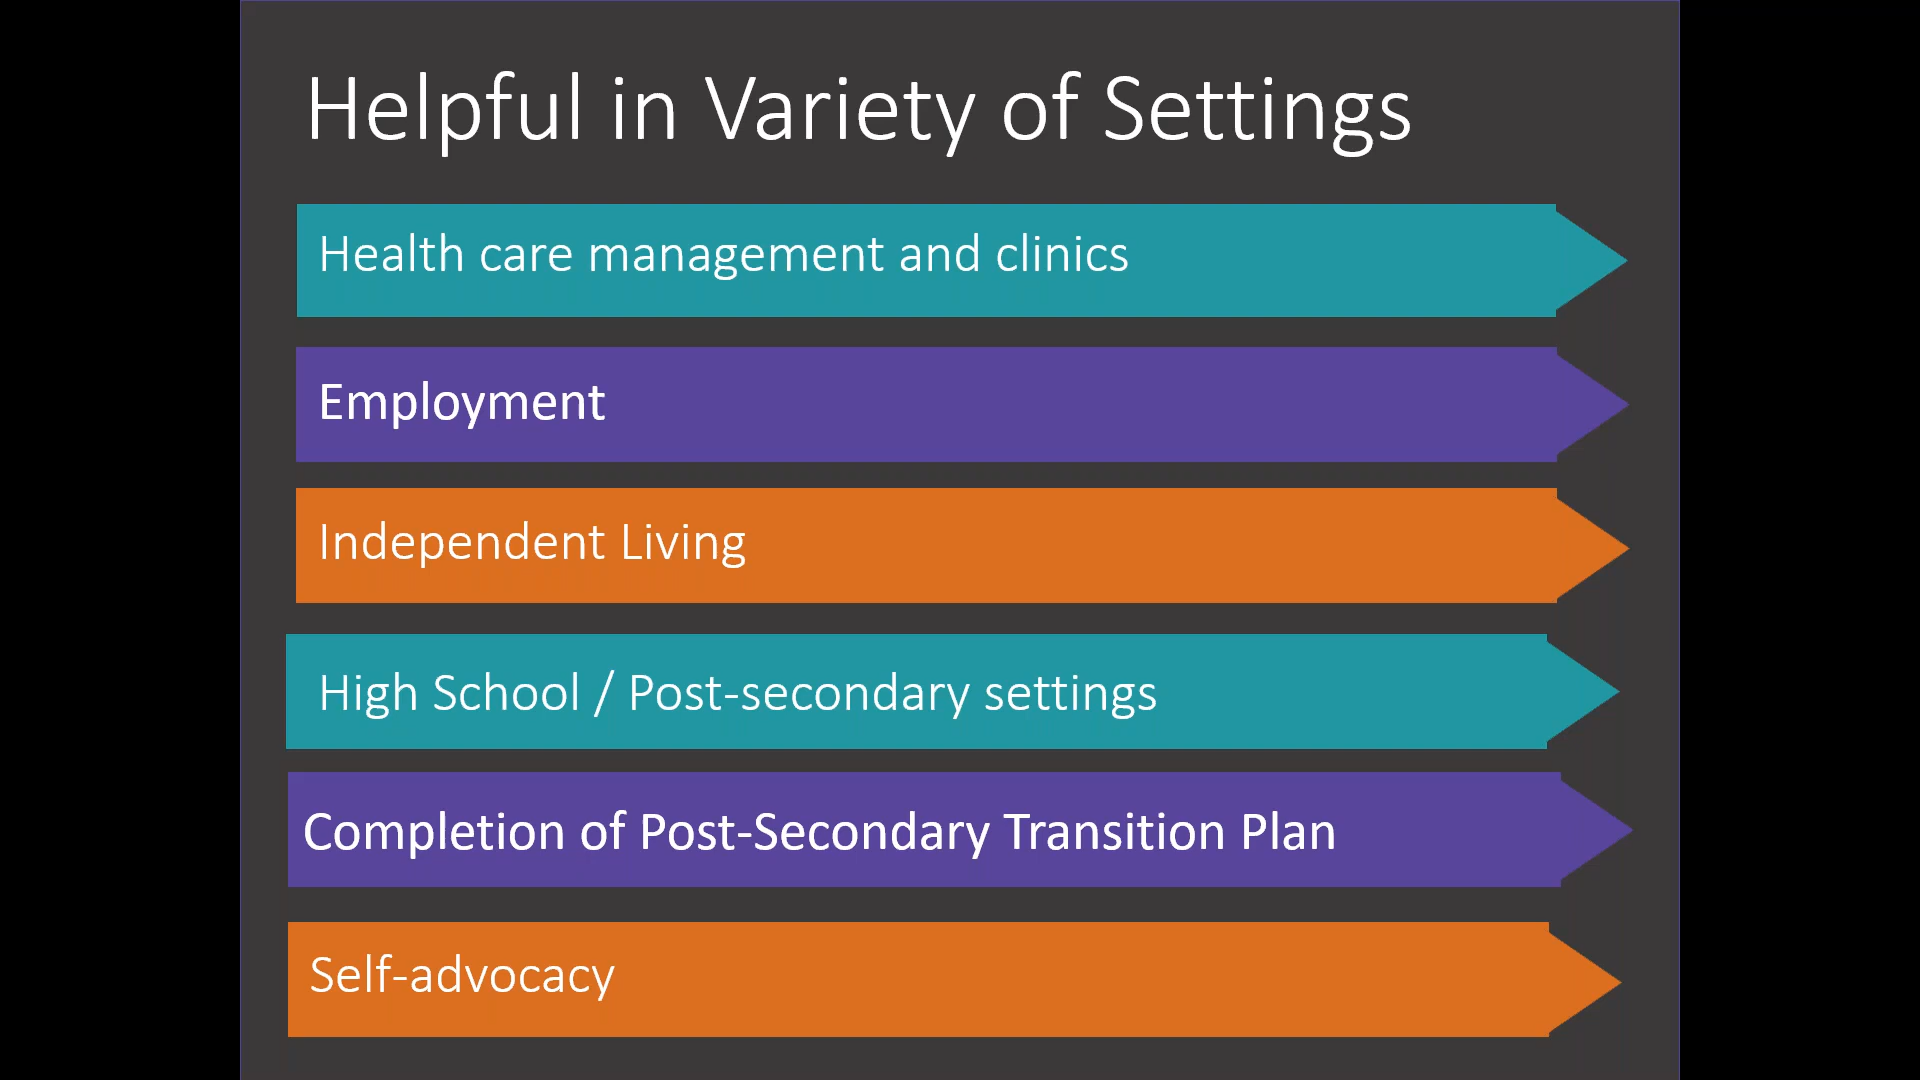 Helpful in Variety of Settings
Health care management and clinics
Employment
Independent Living
High School / Post-secondary settings
Completion of Post-Secondary Transition Plan
Self-advocacy